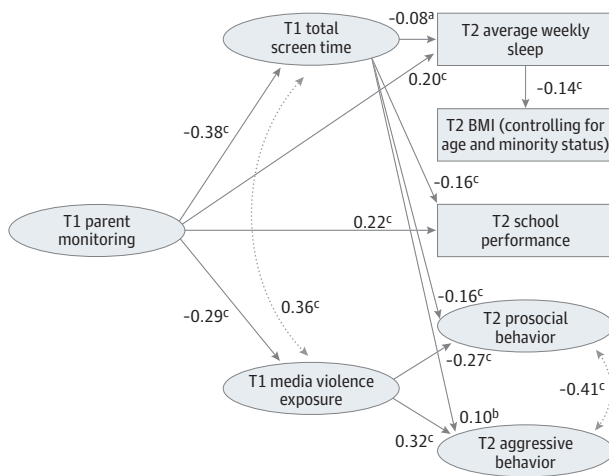 T1 total
screen time
-0.08ᵃ
T2 average weekly
sleep
0.20ᶜ
-0.14ᶜ
-0.38ᶜ
T2 BMI (controlling for
age and minority status)
-0.16ᶜ
T1 parent
monitoring
0.22ᶜ
T2 school
performance
-0.29ᶜ
0.36ᶜ
-0.16ᶜ
T2 prosocial
behavior
-0.27ᶜ
T1 media violence
exposure
-0.41ᶜ
0.10ᵇ
0.32ᶜ
T2 aggressive
behavior